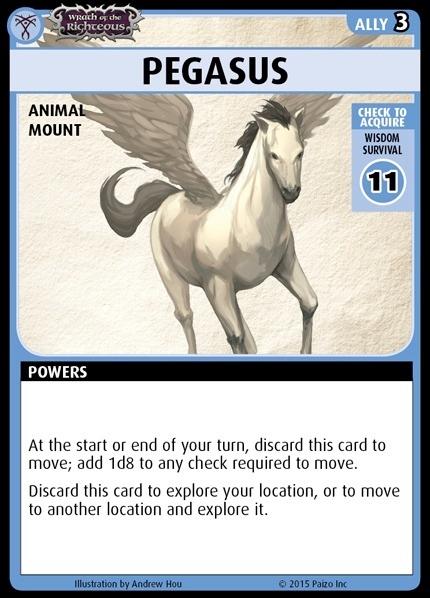 Wrath of the
Righteous
ALLY 3
PEGASUS
ANIMAL
MOUNT
CHECK TO
ACQUIRE
WISDOM
SURVIVAL
11
POWERS
At the start or end of your turn, discard this card to
move; add 1d8 to any check required to move.
Discard this card to explore your location, or to move
to another location and explore it.
Illustration by Andrew Hou
© 2015 Paizo Inc